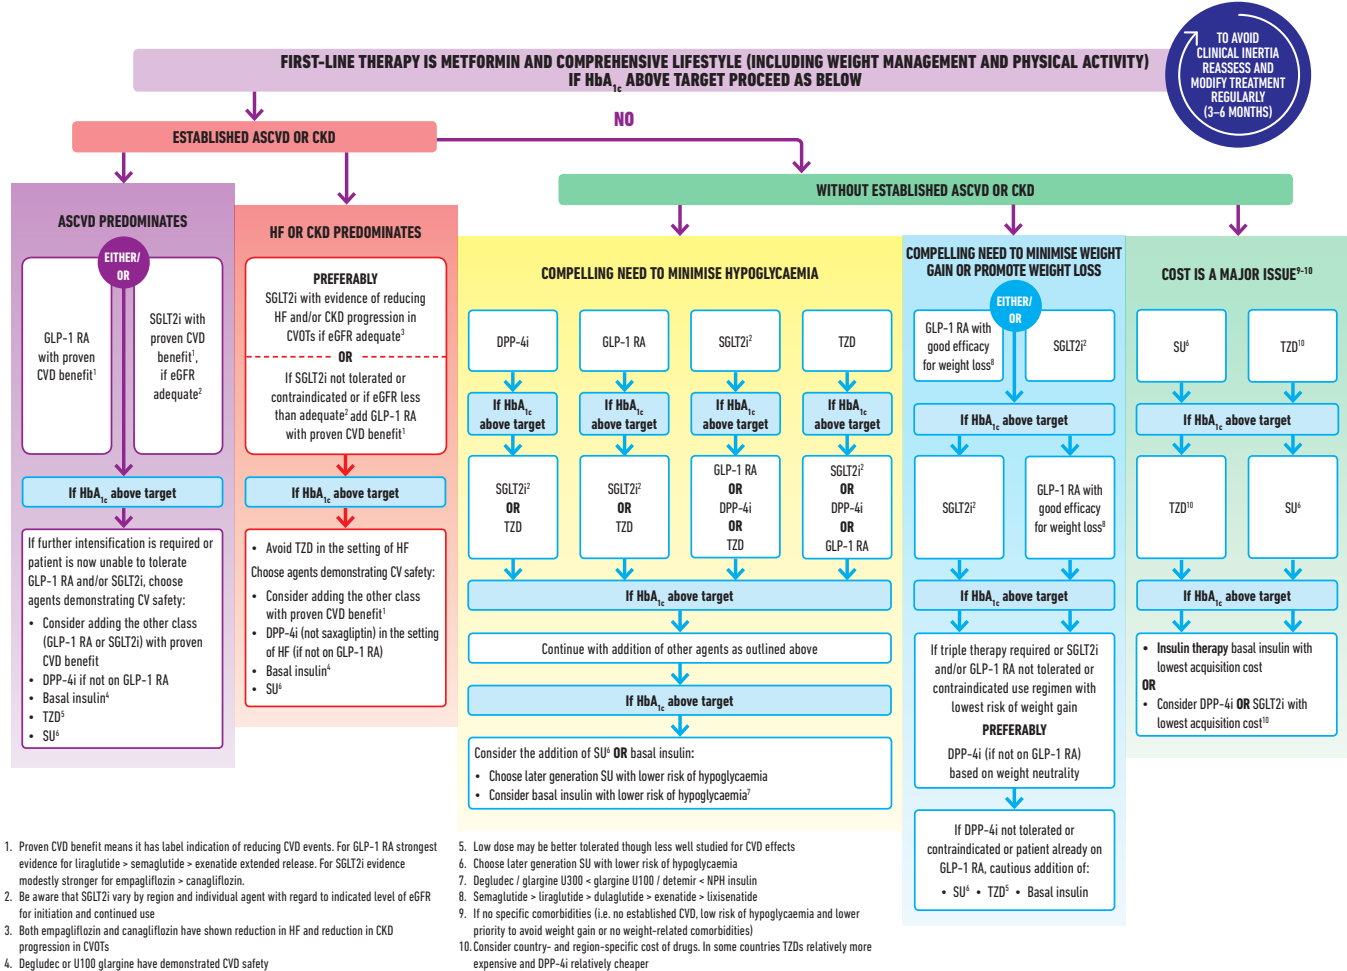 FIRST-LINE THERAPY IS METFORMIN AND COMPREHENSIVE LIFESTYLE (INCLUDING WEIGHT MANAGEMENT AND PHYSICAL ACTIVITY)
IF HbA1c ABOVE TARGET PROCEED AS BELOW
TO AVOID
CLINICAL INERTIA
REASSESS AND
MODIFY TREATMENT
REGULARLY
(3–6 MONTHS)
NO
ESTABLISHED ASCVD OR CKD
WITHOUT ESTABLISHED ASCVD OR CKD
ASCVD PREDOMINATES
EITHER/
OR
GLP-1 RA
with proven
CVD benefit1
SGLT2i with
proven CVD
benefit1,
if eGFR
adequate2
If HbA1c above target
If further intensification is required or
patient is now unable to tolerate
GLP-1 RA and/or SGLT2i, choose
agents demonstrating CV safety:
• Consider adding the other class
(GLP-1 RA or SGLT2i) with proven
CVD benefit
• DPP-4i if not on GLP-1 RA
• Basal insulin4
• TZD5
• SU6
HF OR CKD PREDOMINATES
PREFERABLY
SGLT2i with evidence of reducing
HF and/or CKD progression in
CVOTs if eGFR adequate3
OR
If SGLT2i not tolerated or
contraindicated or if eGFR less
than adequate2 add GLP-1 RA
with proven CVD benefit1
If HbA1c above target
• Avoid TZD in the setting of HF
Choose agents demonstrating CV safety:
• Consider adding the other class
with proven CVD benefit1
• DPP-4i (not saxagliptin) in the setting
of HF (if not on GLP-1 RA)
• Basal insulin4
• SU6
COMPELLING NEED TO MINIMISE HYPOGLYCAEMIA
DPP-4i
GLP-1 RA
SGLT2i2
TZD
If HbA1c
above target
If HbA1c
above target
If HbA1c
above target
If HbA1c
above target
SGLT2i2
OR
TZD
SGLT2i2
OR
TZD
GLP-1 RA
OR
DPP-4i
OR
TZD
SGLT2i2
OR
DPP-4i
OR
GLP-1 RA
If HbA1c above target
Continue with addition of other agents as outlined above
If HbA1c above target
Consider the addition of SU6 OR basal insulin:
• Choose later generation SU with lower risk of hypoglycaemia
• Consider basal insulin with lower risk of hypoglycaemia7
COMPELLING NEED TO MINIMISE WEIGHT
GAIN OR PROMOTE WEIGHT LOSS
EITHER/
OR
GLP-1 RA with
good efficacy
for weight loss8
SGLT2i2
If HbA1c above target
SGLT2i2
GLP-1 RA with
good efficacy
for weight loss8
If HbA1c above target
If triple therapy required or SGLT2i
and/or GLP-1 RA not tolerated or
contraindicated use regimen with
lowest risk of weight gain
PREFERABLY
DPP-4i (if not on GLP-1 RA)
based on weight neutrality
If DPP-4i not tolerated or
contraindicated or patient already on
GLP-1 RA, cautious addition of:
• SU6 • TZD5 • Basal insulin
COST IS A MAJOR ISSUE9-10
SU6
TZD10
If HbA1c above target
TZD10
SU6
If HbA1c above target
• Insulin therapy basal insulin with
lowest acquisition cost
OR
• Consider DPP-4i OR SGLT2i with
lowest acquisition cost10
1. Proven CVD benefit means it has label indication of reducing CVD events. For GLP-1 RA strongest
evidence for liraglutide > semaglutide > exenatide extended release. For SGLT2i evidence
modestly stronger for empagliflozin > canagliflozin.
2. Be aware that SGLT2i vary by region and individual agent with regard to indicated level of eGFR
for initiation and continued use
3. Both empagliflozin and canagliflozin have shown reduction in HF and reduction in CKD
progression in CVOTs
4. Degludec or U100 glargine have demonstrated CVD safety
5. Low dose may be better tolerated though less well studied for CVD effects
6. Choose later generation SU with lower risk of hypoglycaemia
7. Degludec / glargine U300 < glargine U100 / detemir < NPH insulin
8. Semaglutide > liraglutide > dulaglutide > exenatide > lixisenatide
9. If no specific comorbidities (i.e. no established CVD, low risk of hypoglycaemia and lower
priority to avoid weight gain or no weight-related comorbidities)
10. Consider country- and region-specific cost of drugs. In some countries TZDs relatively more
expensive and DPP-4i relatively cheaper